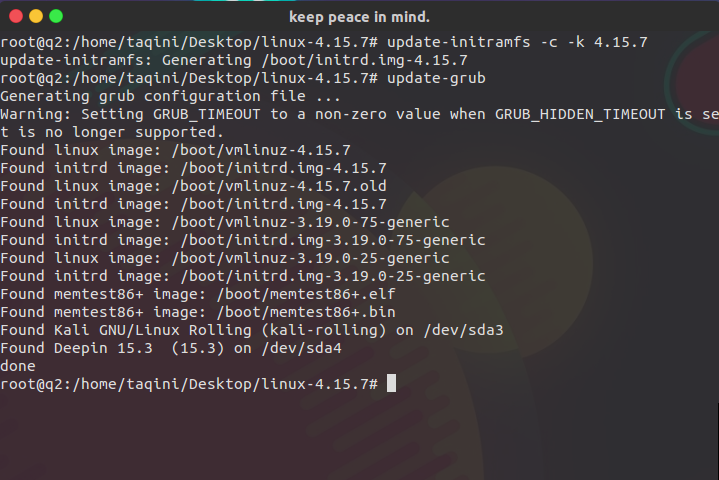 keep peace in mind.
root@q2:/home/taqini/Desktop/linux-4.15.7# update-initramfs -c -k 4.15.7
update-initramfs: Generating /boot/initrd.img-4.15.7
root@q2:/home/taqini/Desktop/linux-4.15.7# update-grub
Generating grub configuration file ...
Warning: Setting GRUB_TIMEOUT to a non-zero value when GRUB_HIDDEN_TIMEOUT is se
t is no longer supported.
Found linux image: /boot/vmlinuz-4.15.7
Found initrd image: /boot/initrd.img-4.15.7
Found linux image: /boot/vmlinuz-4.15.7.old
Found initrd image: /boot/initrd.img-4.15.7
Found linux image: /boot/vmlinuz-3.19.0-75-generic
Found initrd image: /boot/initrd.img-3.19.0-75-generic
Found linux image: /boot/vmlinuz-3.19.0-25-generic
Found initrd image: /boot/initrd.img-3.19.0-25-generic
Found memtest86+ image: /boot/memtest86+.elf
Found memtest86+ image: /boot/memtest86+.bin
Found Kali GNU/Linux Rolling (kali-rolling) on /dev/sda3
Found Deepin 15.3  (15.3) on /dev/sda4
done
root@q2:/home/taqini/Desktop/linux-4.15.7#